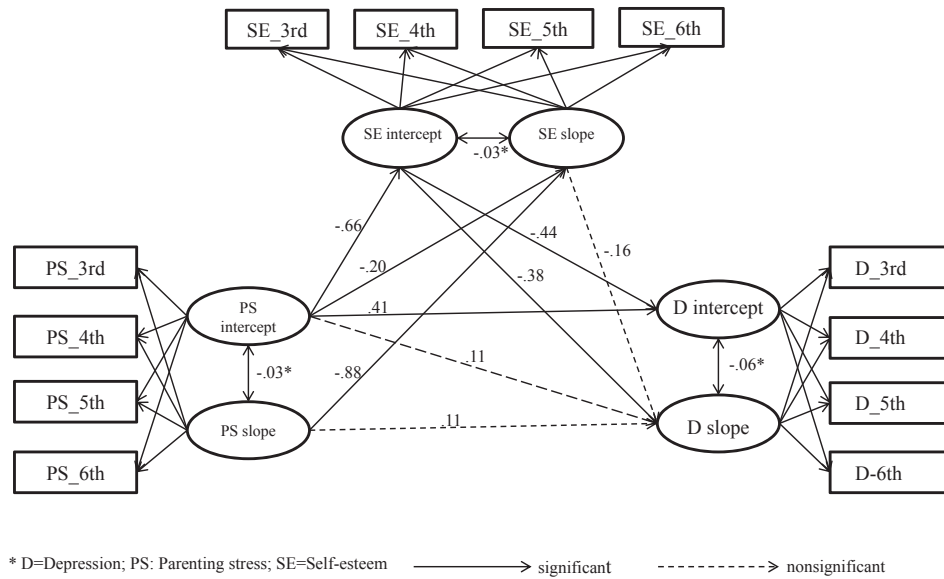 SE_3rd
SE_4th
SE_5th
SE_6th
SE intercept
SE slope
-.03*
-.66
-.44
-.20
-.38
-.16
PS_3rd
PS_4th
PS_5th
PS_6th
PS
intercept
.41
D intercept
-.03*
-.88
.11
-.06*
PS slope
.11
D slope
D_3rd
D_4th
D_5th
D-6th
* D=Depression; PS: Parenting stress; SE=Self-esteem
significant
nonsignificant